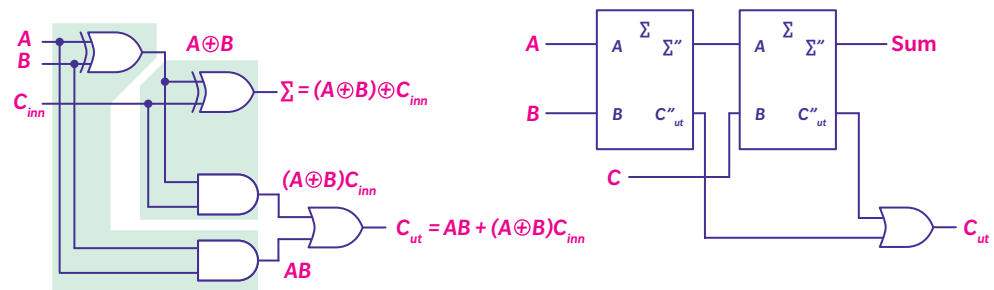 A
B
C_inn
A⊕B
Σ = (A⊕B)⊕C_inn
(A⊕B)C_inn
C_ut = AB + (A⊕B)C_inn
AB
A
B
C
A
Σ
Σ″
B
C″_ut
A
Σ
Σ″
B
C″_ut
Sum
C_ut